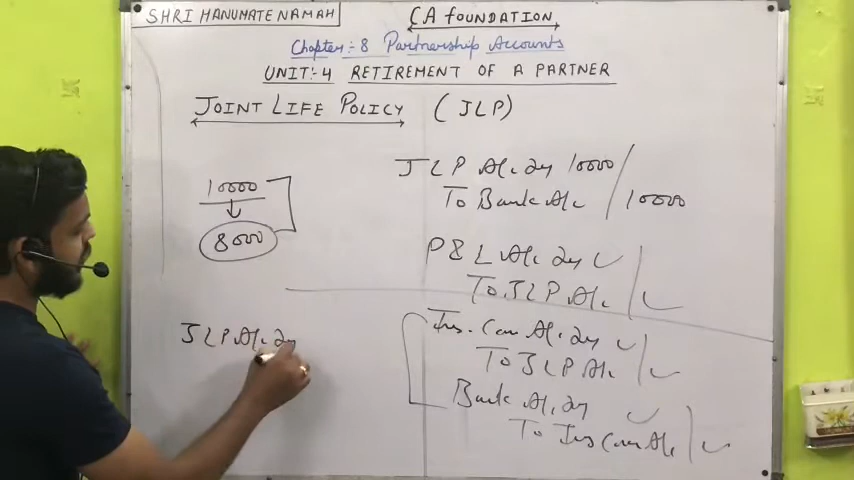 SHRI HANUMATE NAMAH
CA FOUNDATION
Chapter:- 8 Partnership Accounts
UNIT:-4 RETIREMENT OF A PARTNER
JOINT LIFE POLICY (JLP)
10000
8000
JLP A/c Dr 10000
To Bank A/c 10000
P&L A/c Dr
To JLP A/c
Ins. Com A/c Dr
To JLP A/c
Bank A/c Dr
To Ins Com A/c
JLP A/c Dr